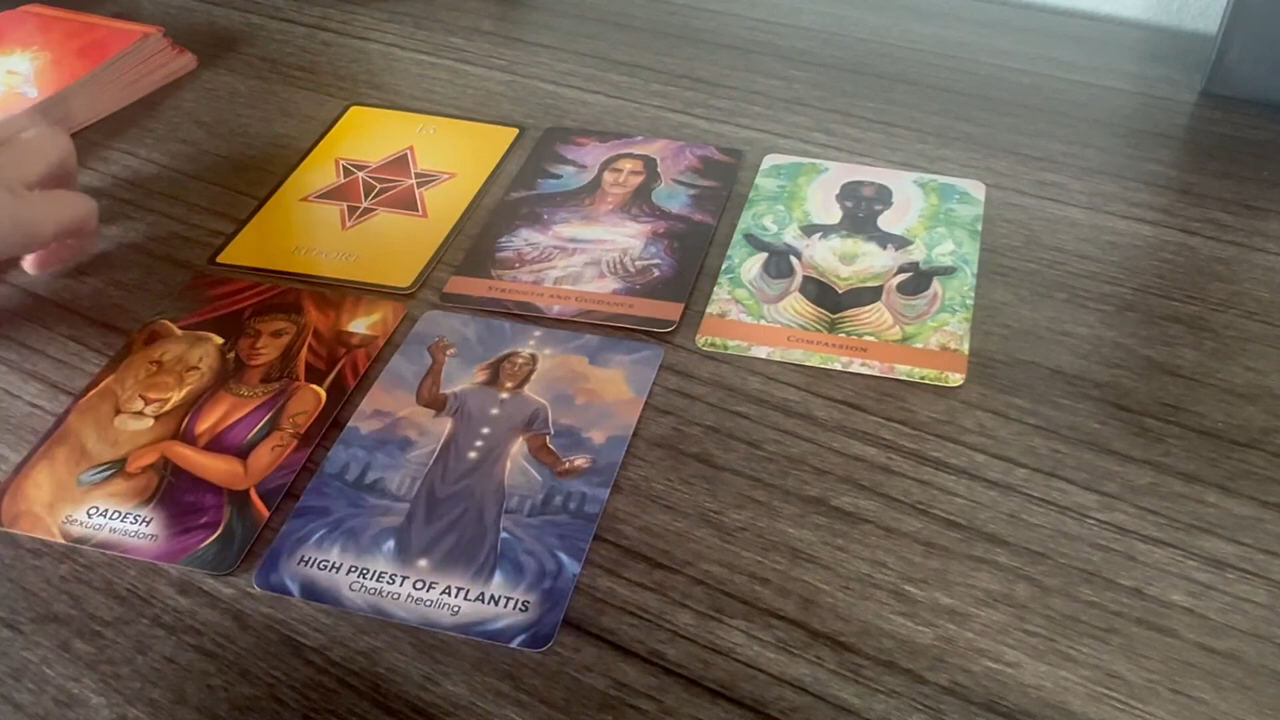 STRENGTH AND GUIDANCE
COMPASSION
QADESH
Sexual wisdom
HIGH PRIEST OF ATLANTIS
Chakra healing